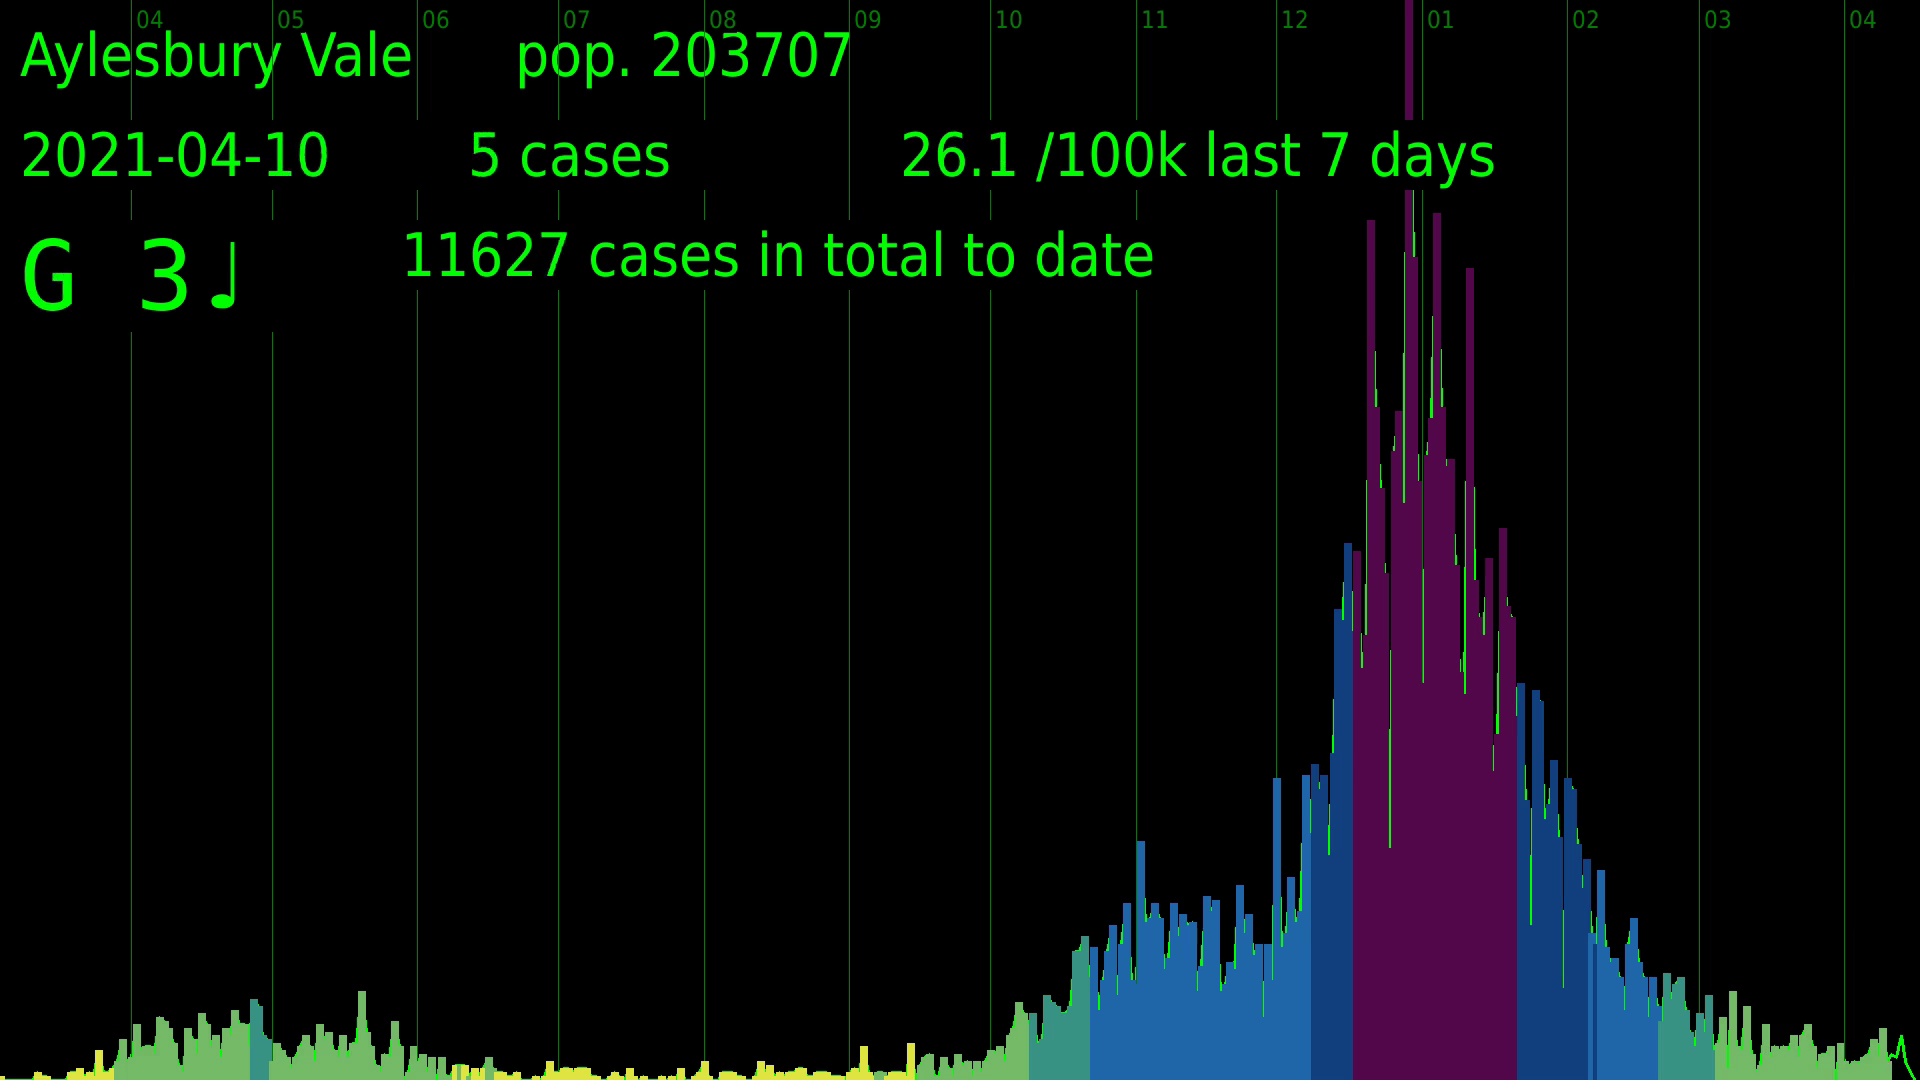 04 05 06 07 08 09 10 11 12 01 02 03 04
Aylesbury Vale pop. 203707
2021-04-10 5 cases 26.1 /100k last 7 days
G 3♩ 11627 cases in total to date